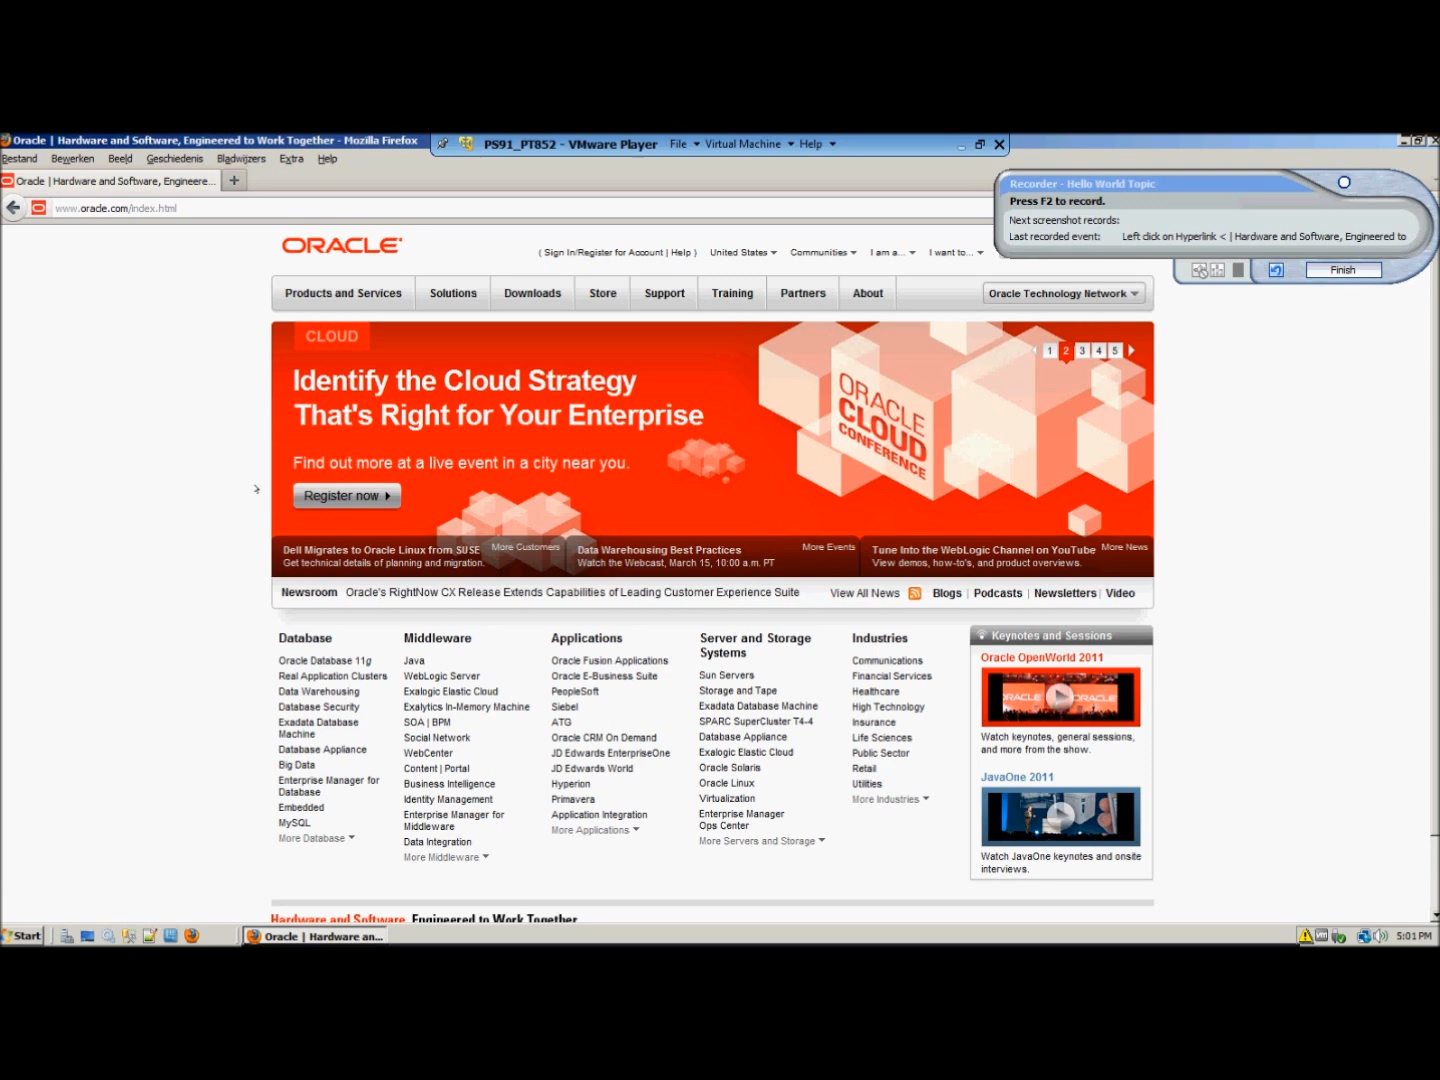 Oracle | Hardware and Software, Engineered to Work Together - Mozilla Firefox
PS91_PT852 - VMware Player File Virtual Machine Help
Bestand Bewerken Beeld Geschiedenis Bladwijzers Extra Help
Oracle | Hardware and Software, Engineere... +
www.oracle.com/index.html
Recorder - Hello World Topic
Press F2 to record.
Next screenshot records:
Last recorded event: Left click on Hyperlink < | Hardware and Software, Engineered to
Finish
ORACLE
( Sign In/Register for Account | Help ) United States Communities I am a... I want to...
Products and Services Solutions Downloads Store Support Training Partners About Oracle Technology Network
CLOUD
1 2 3 4 5
Identify the Cloud Strategy
That's Right for Your Enterprise
Find out more at a live event in a city near you.
Register now
ORACLE
CLOUD
CONFERENCE
Dell Migrates to Oracle Linux from SUSE More Customers
Get technical details of planning and migration.
Data Warehousing Best Practices More Events
Watch the Webcast, March 15, 10:00 a.m. PT
Tune Into the WebLogic Channel on YouTube More News
View demos, how-to's, and product overviews.
Newsroom Oracle's RightNow CX Release Extends Capabilities of Leading Customer Experience Suite View All News Blogs | Podcasts | Newsletters | Video
Database
Oracle Database 11g
Real Application Clusters
Data Warehousing
Database Security
Exadata Database
Machine
Database Appliance
Big Data
Enterprise Manager for
Database
Embedded
MySQL
More Database
Middleware
Java
WebLogic Server
Exalogic Elastic Cloud
Exalytics In-Memory Machine
SOA | BPM
Social Network
WebCenter
Content | Portal
Business Intelligence
Identity Management
Enterprise Manager for
Middleware
Data Integration
More Middleware
Applications
Oracle Fusion Applications
Oracle E-Business Suite
PeopleSoft
Siebel
ATG
Oracle CRM On Demand
JD Edwards EnterpriseOne
JD Edwards World
Hyperion
Primavera
Application Integration
More Applications
Server and Storage
Systems
Sun Servers
Storage and Tape
Exadata Database Machine
SPARC SuperCluster T4-4
Database Appliance
Exalogic Elastic Cloud
Oracle Solaris
Oracle Linux
Virtualization
Enterprise Manager
Ops Center
More Servers and Storage
Industries
Communications
Financial Services
Healthcare
High Technology
Insurance
Life Sciences
Public Sector
Retail
Utilities
More Industries
Keynotes and Sessions
Oracle OpenWorld 2011
ORACLE ORACLE
Watch keynotes, general sessions,
and more from the show.
JavaOne 2011
Watch JavaOne keynotes and onsite
interviews.
Hardware and Software Engineered to Work Together
Start Oracle | Hardware an... 5:01 PM